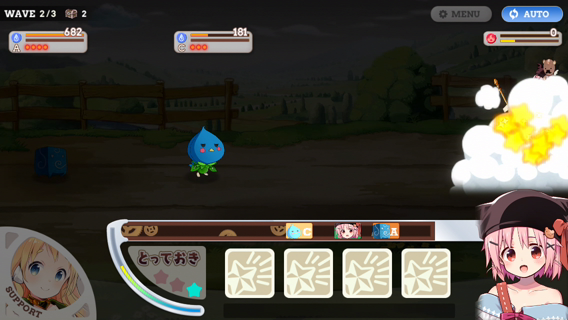 WAVE 2/3 2
MENU
AUTO
682
A
181
C
0
C
A
とっておき
SUPPORT